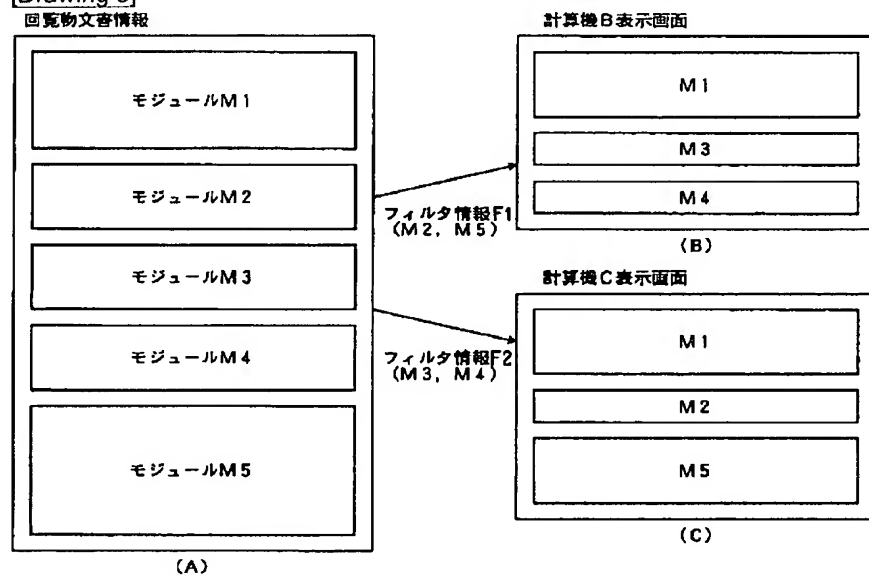 回覧物文書情報
モジュールM1
モジュールM2
モジュールM3
モジュールM4
モジュールM5
(A)
フィルタ情報F1
(M2, M5)
フィルタ情報F2
(M3, M4)
計算機B表示画面
M1
M3
M4
(B)
計算機C表示画面
M1
M2
M5
(C)